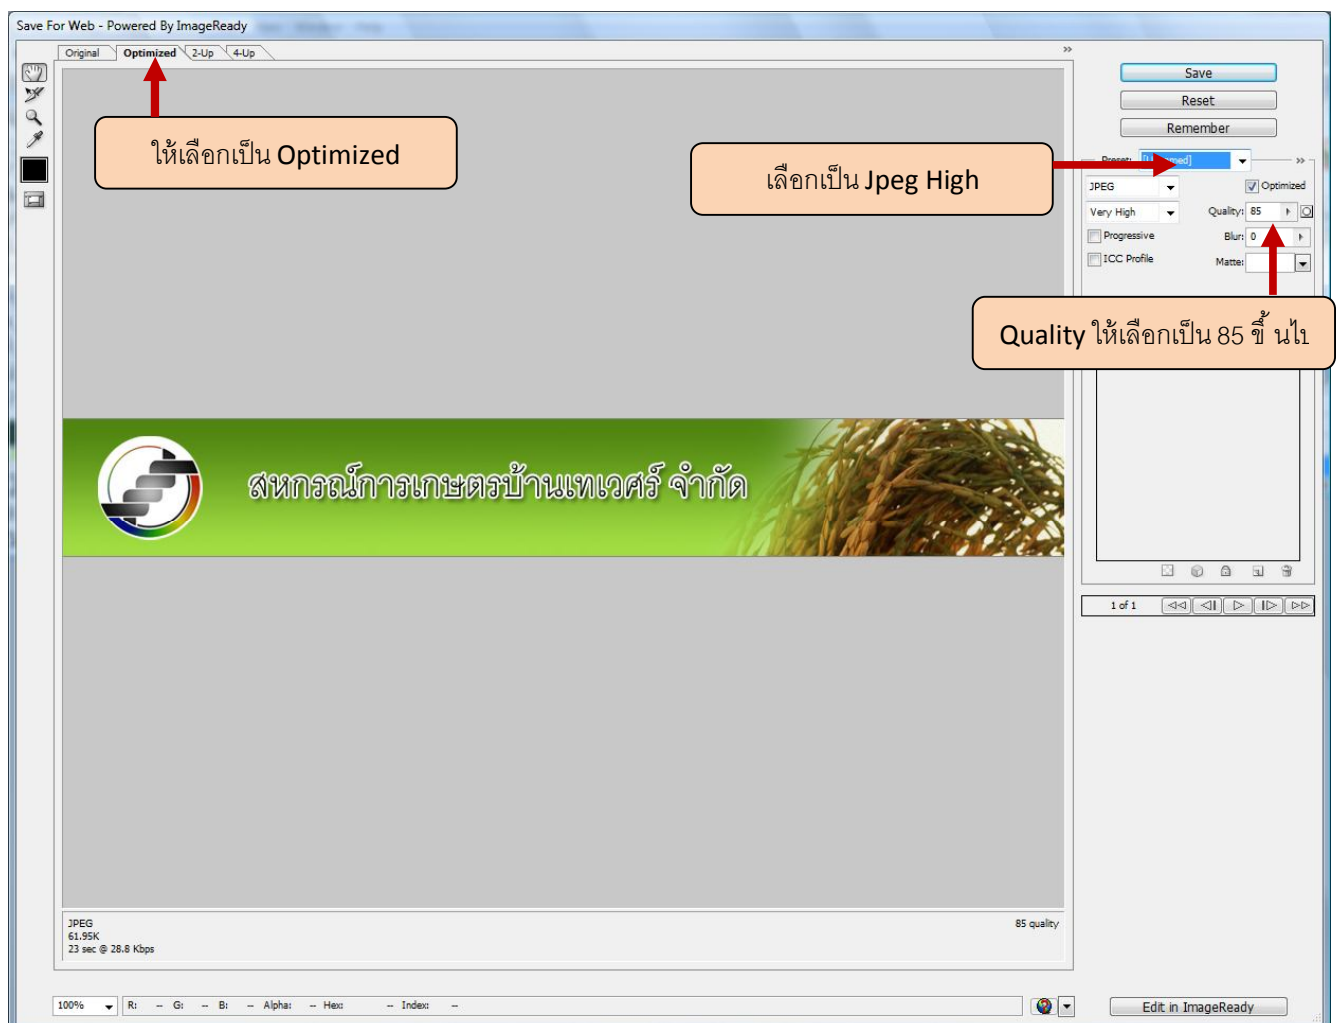 Save For Web - Powered By ImageReady
Original Optimized 2-Up 4-Up
Save
Reset
Remember
ให้เลือกเป็น Optimized
เลือกเป็น Jpeg High
Preset:
JPEG Optimized
Very High Quality: 85
Progressive Blur: 0
ICC Profile Matte:
Quality ให้เลือกเป็น 85 ขึ้นไป
สหกรณ์การเกษตรบ้านเทเวศร์ จำกัด
1 of 1
JPEG 85 quality
61.95K
23 sec @ 28.8 Kbps
100% R: -- G: -- B: -- Alpha: -- Hex: -- Index: --
Edit in ImageReady